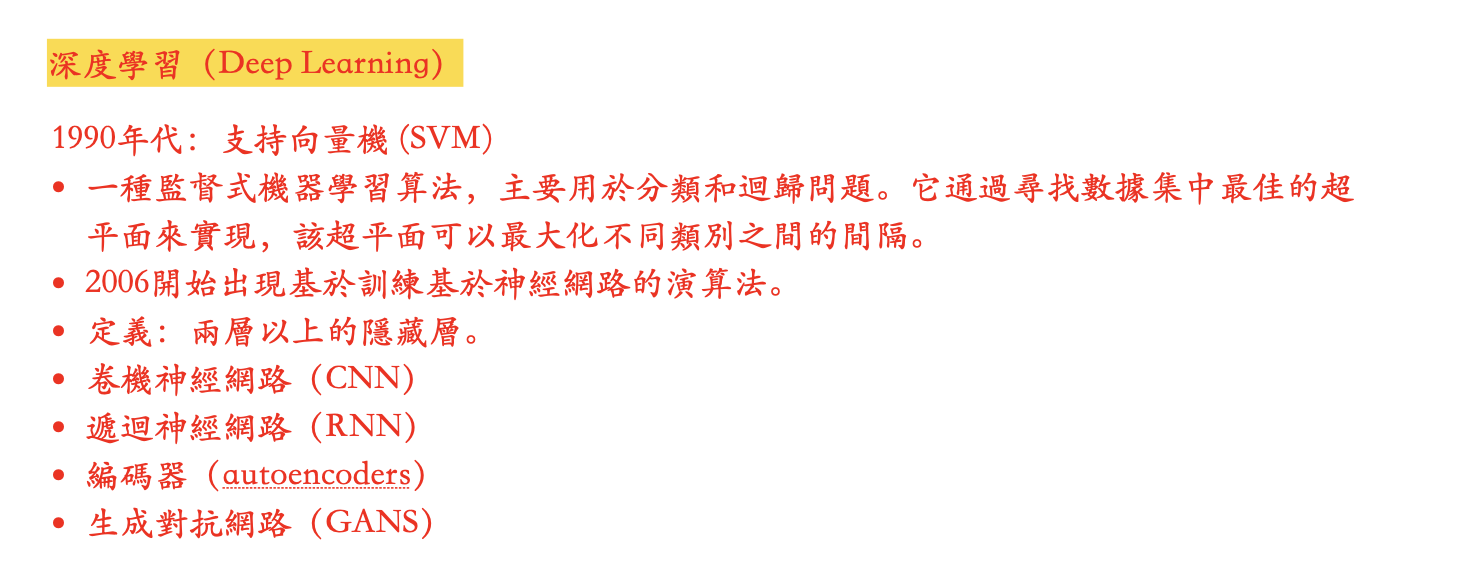 深度學習（Deep Learning）
1990年代：支持向量機 (SVM)
• 一種監督式機器學習算法，主要用於分類和迴歸問題。它通過尋找數據集中最佳的超
平面來實現，該超平面可以最大化不同類別之間的間隔。
• 2006開始出現基於訓練基於神經網路的演算法。
• 定義：兩層以上的隱藏層。
• 卷機神經網路（CNN）
• 遞迴神經網路（RNN）
• 編碼器（autoencoders）
• 生成對抗網路（GANS）